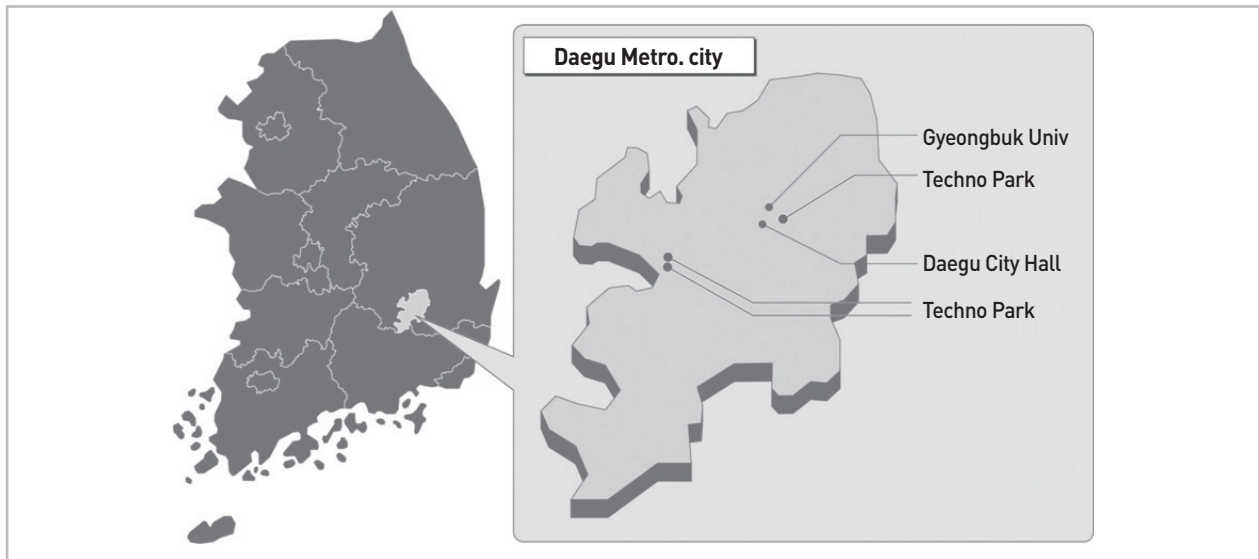 Daegu Metro. city
Gyeongbuk Univ
Techno Park
Daegu City Hall
Techno Park